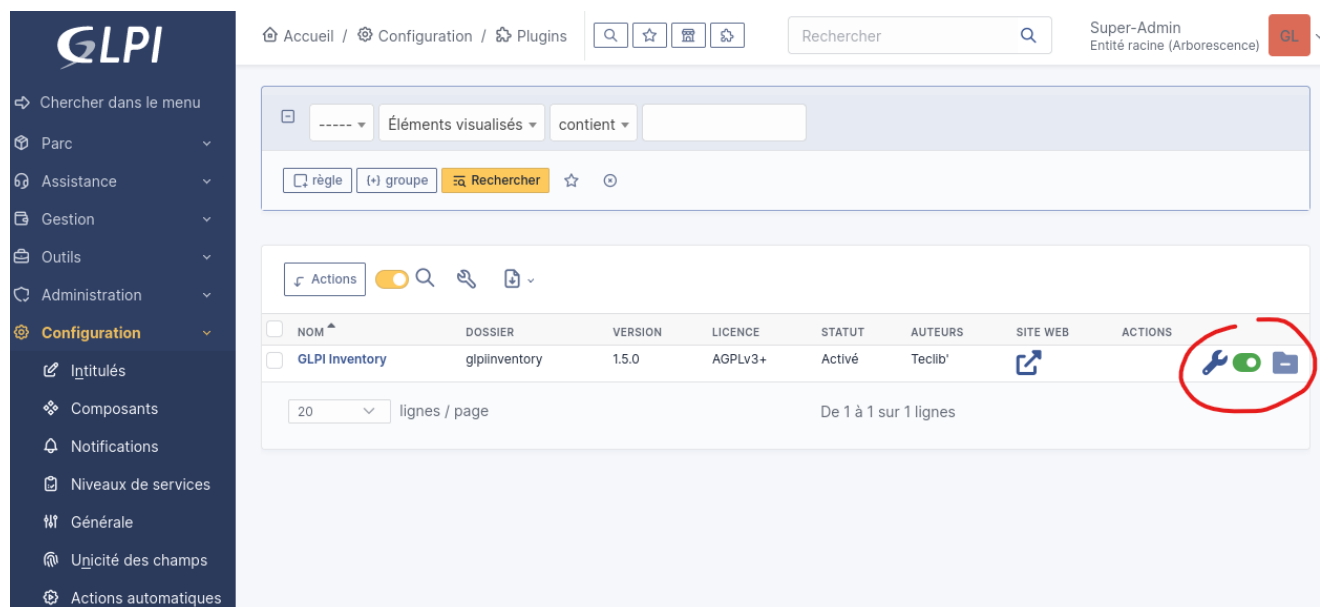 GLPI
Accueil / Configuration / Plugins
Rechercher
Super-Admin
Entité racine (Arborescence)
GL
Chercher dans le menu
Parc
Assistance
Gestion
Outils
Administration
Configuration
Intitulés
Composants
Notifications
Niveaux de services
Générale
Unicité des champs
Actions automatiques
----- Éléments visualisés contient
règle (+) groupe Rechercher
Actions
NOM DOSSIER VERSION LICENCE STATUT AUTEURS SITE WEB ACTIONS
GLPI Inventory glpiinventory 1.5.0 AGPLv3+ Activé Teclib'
20 lignes / page De 1 à 1 sur 1 lignes